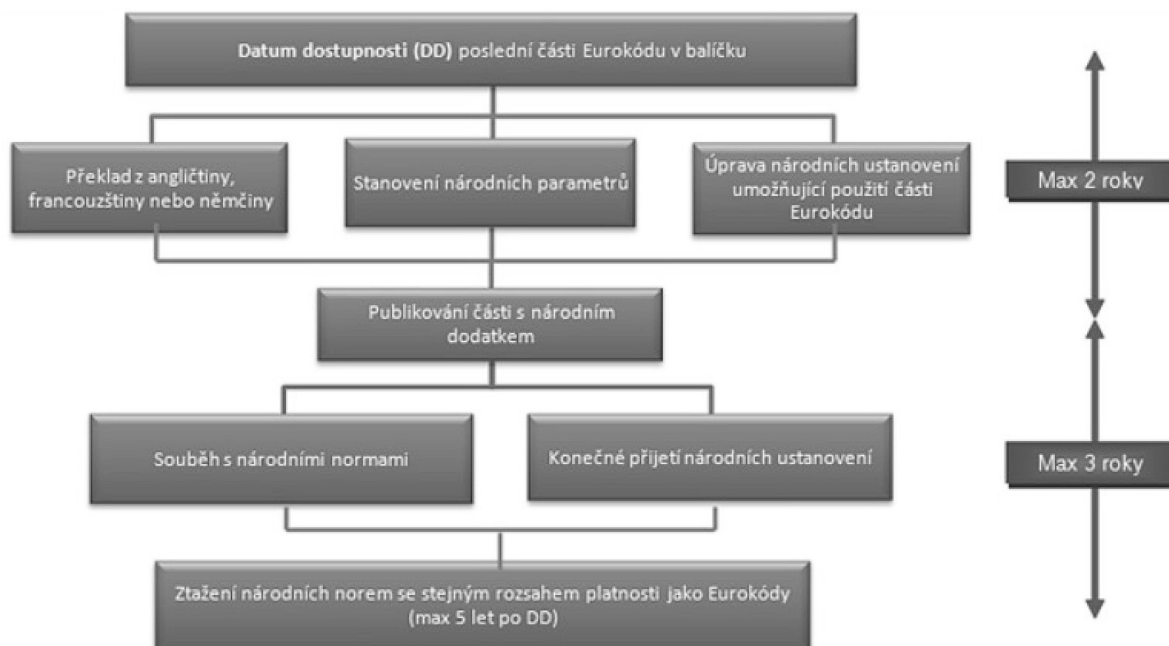 Datum dostupnosti (DD) poslední části Eurokódu v balíčku
Překlad z angličtiny,
francouzštiny nebo němčiny
Stanovení národních parametrů
Úprava národních ustanovení
umožňující použití části
Eurokódu
Max 2 roky
Publikování části s národním
dodatkem
Souběh s národními normami
Konečné přijetí národních ustanovení
Max 3 roky
Ztažení národních norem se stejným rozsahem platnosti jako Eurokódy
(max 5 let po DD)